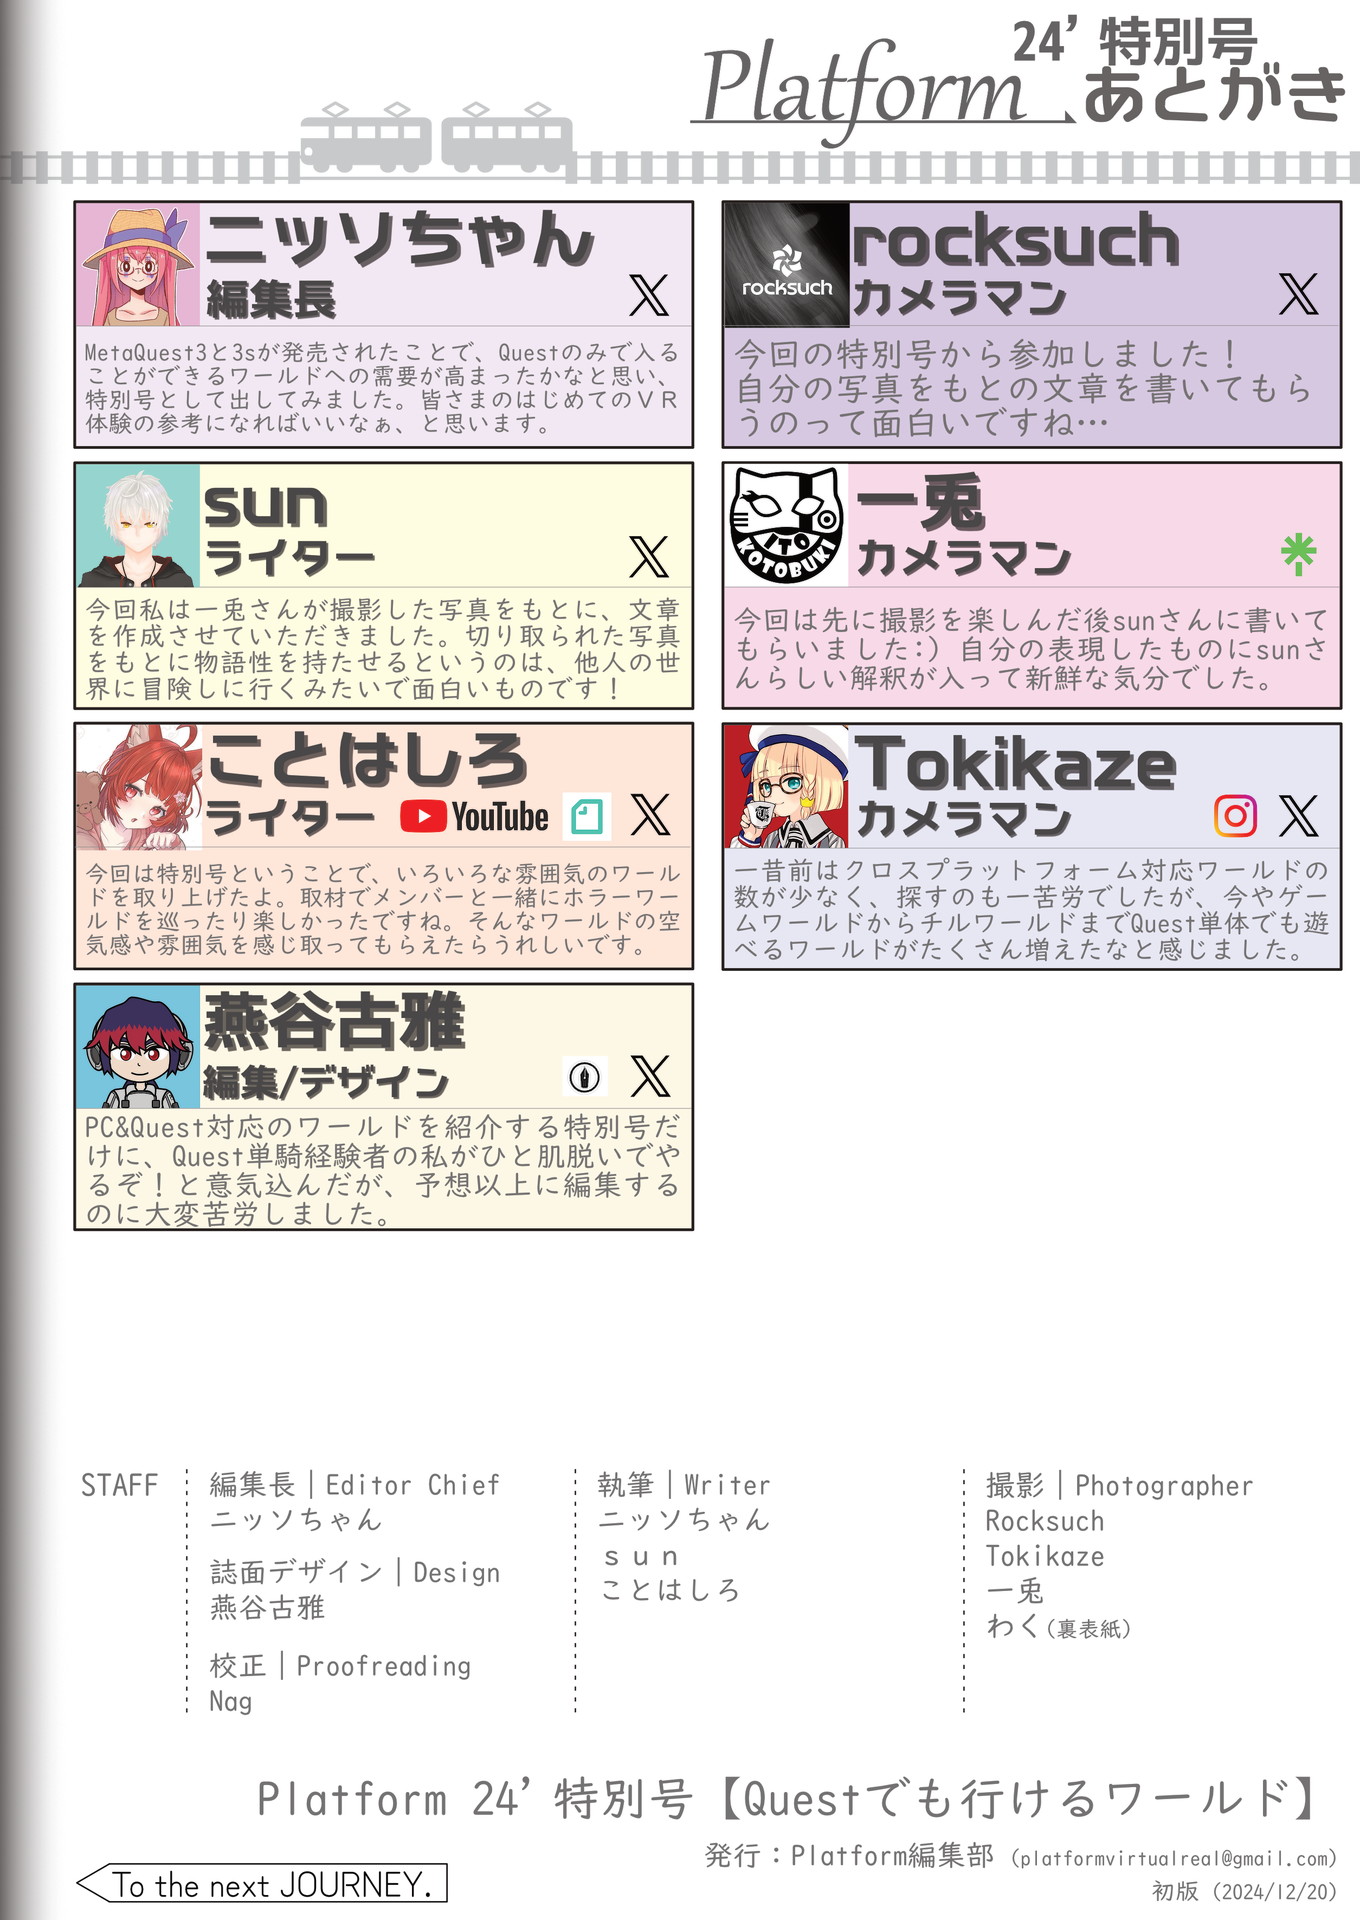 Platform 24’ 特別号
あとがき
ニッソちゃん
編集長
MetaQuest3と3sが発売されたことで、Questのみで入る
ことができるワールドへの需要が高まったかなと思い、
特別号として出してみました。皆さまのはじめてのＶＲ
体験の参考になればいいなぁ、と思います。
rocksuch
rocksuch
カメラマン
今回の特別号から参加しました！
自分の写真をもとの文章を書いてもら
うのって面白いですね…
sun
ライター
今回私は一兎さんが撮影した写真をもとに、文章
を作成させていただきました。切り取られた写真
をもとに物語性を持たせるというのは、他人の世
界に冒険しに行くみたいで面白いものです！
ITO
KOTOBUKI
一兎
カメラマン
今回は先に撮影を楽しんだ後sunさんに書いて
もらいました:) 自分の表現したものにsunさ
んらしい解釈が入って新鮮な気分でした。
ことはしろ
ライター
YouTube
今回は特別号ということで、いろいろな雰囲気のワール
ドを取り上げたよ。取材でメンバーと一緒にホラーワー
ルドを巡ったり楽しかったですね。そんなワールドの空
気感や雰囲気を感じ取ってもらえたらうれしいです。
Tokikaze
カメラマン
一昔前はクロスプラットフォーム対応ワールドの
数が少なく、探すのも一苦労でしたが、今やゲー
ムワールドからチルワールドまでQuest単体でも遊
べるワールドがたくさん増えたなと感じました。
燕谷古雅
編集/デザイン
PC&Quest対応のワールドを紹介する特別号だ
けに、Quest単騎経験者の私がひと肌脱いでや
るぞ！と意気込んだが、予想以上に編集する
のに大変苦労しました。
STAFF
編集長｜Editor Chief
ニッソちゃん
誌面デザイン｜Design
燕谷古雅
校正｜Proofreading
Nag
執筆｜Writer
ニッソちゃん
ｓｕｎ
ことはしろ
撮影｜Photographer
Rocksuch
Tokikaze
一兎
わく(裏表紙)
Platform 24’ 特別号【Questでも行けるワールド】
発行：Platform編集部 (platformvirtualreal@gmail.com)
初版 (2024/12/20)
To the next JOURNEY.